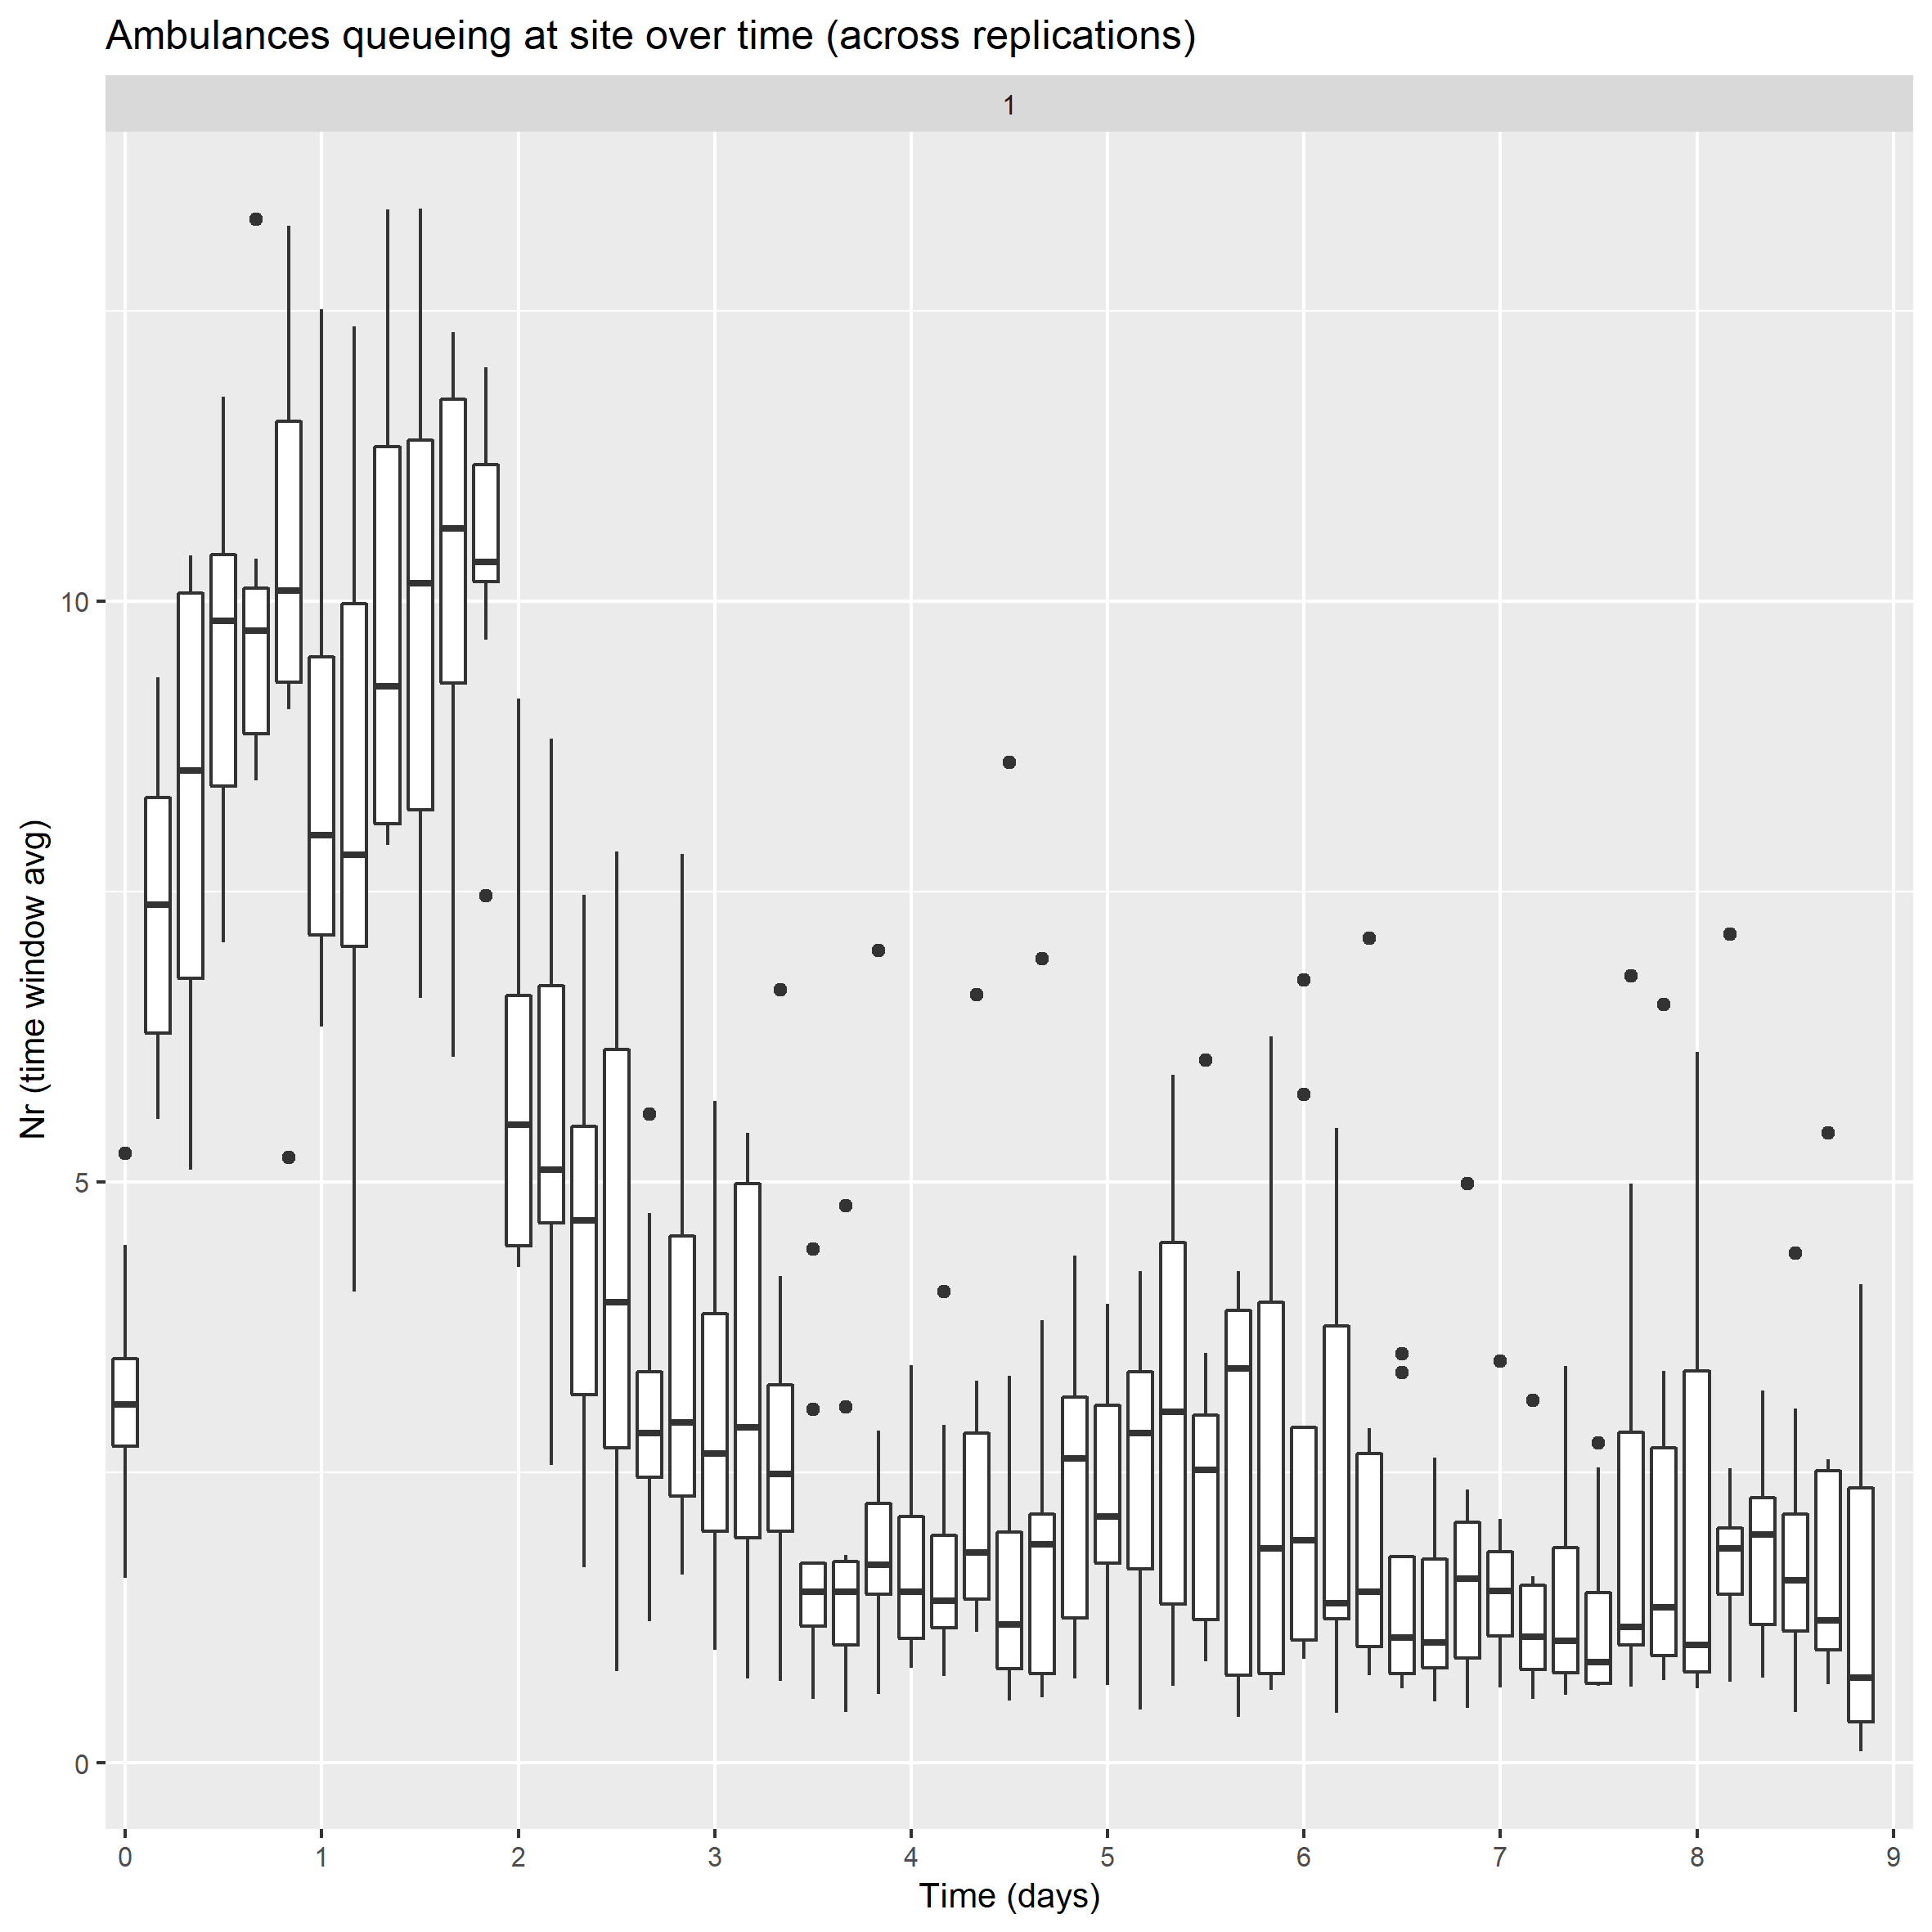 Ambulances queueing at site over time (across replications)
1
10
5
0
Nr (time window avg)
0 1 2 3 4 5 6 7 8 9
Time (days)